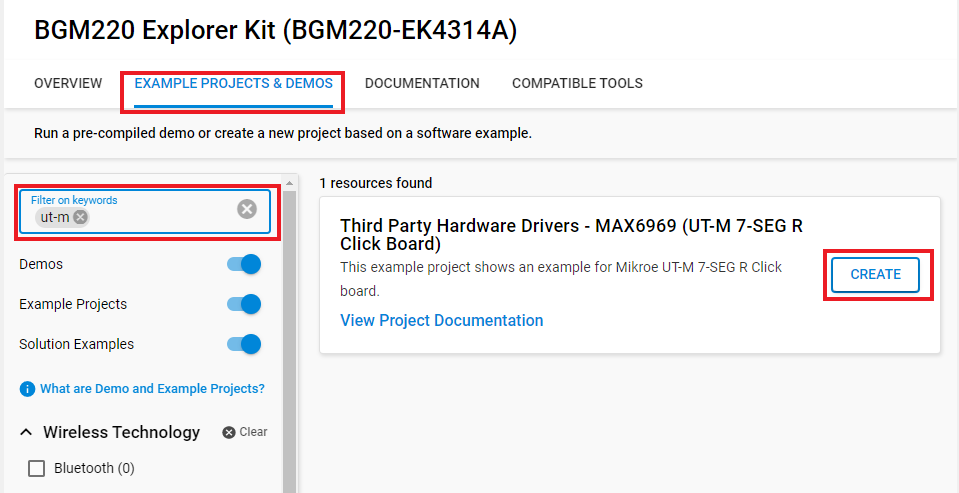 BGM220 Explorer Kit (BGM220-EK4314A)
OVERVIEW EXAMPLE PROJECTS & DEMOS DOCUMENTATION COMPATIBLE TOOLS
Run a pre-compiled demo or create a new project based on a software example.
Filter on keywords
ut-m
Demos
Example Projects
Solution Examples
What are Demo and Example Projects?
Wireless Technology Clear
Bluetooth (0)
1 resources found
Third Party Hardware Drivers - MAX6969 (UT-M 7-SEG R
Click Board)
This example project shows an example for Mikroe UT-M 7-SEG R Click
board.
View Project Documentation
CREATE